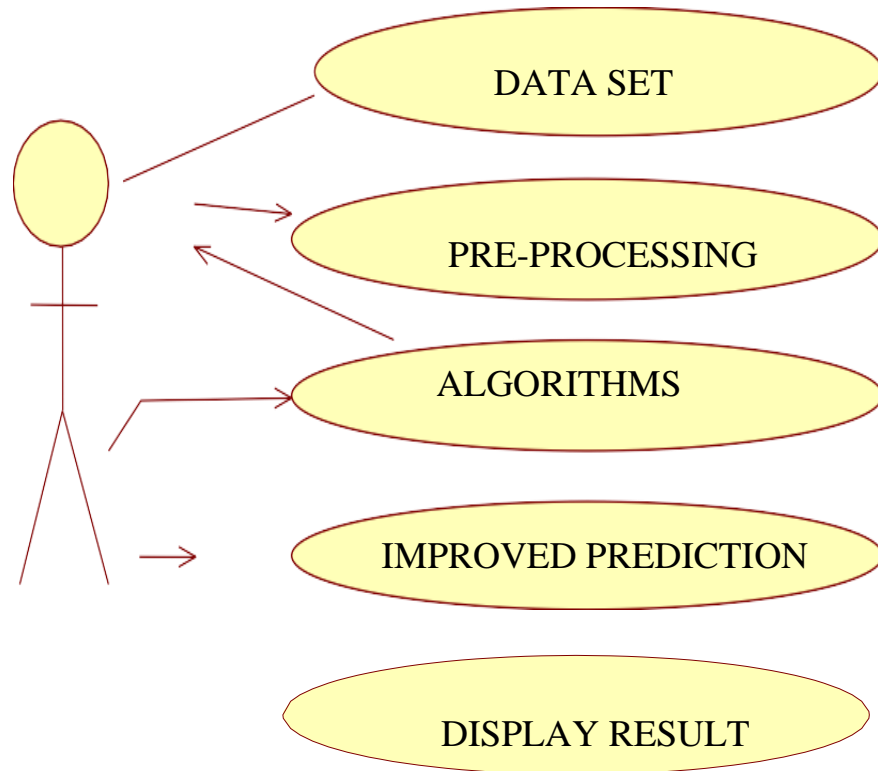 DATA SET
PRE-PROCESSING
ALGORITHMS
IMPROVED PREDICTION
DISPLAY RESULT